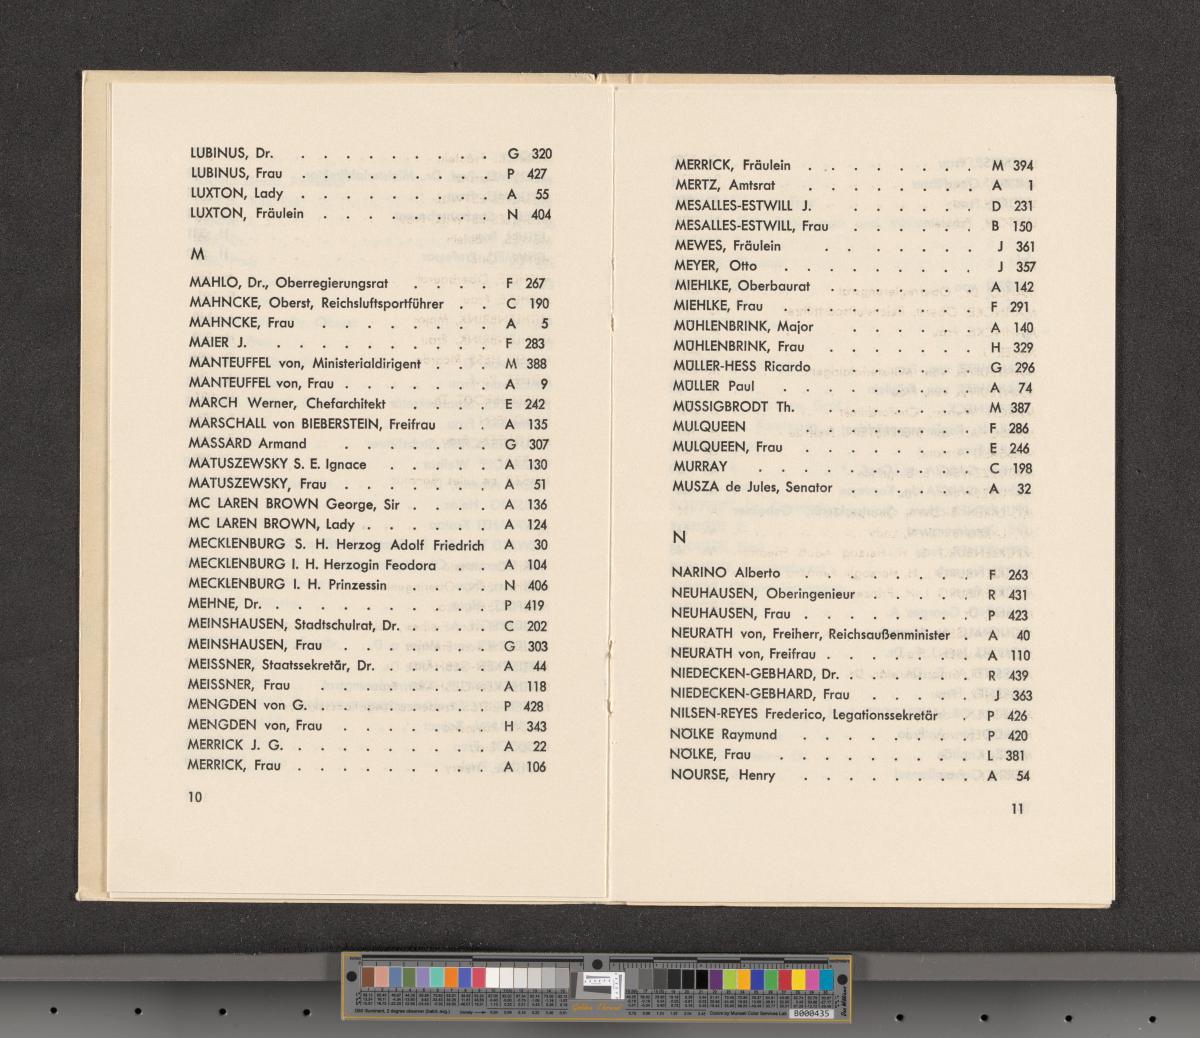 LUBINUS, Dr. . . . . . . . . . . . G 320
LUBINUS, Frau . . . . . . . . . . P 427
LUXTON, Lady . . . . . . . . . . A 55
LUXTON, Fräulein . . . . . . . . . N 404
M
MAHLO, Dr., Oberregierungsrat . . . . F 267
MAHNCKE, Oberst, Reichsluftsportführer . . C 190
MAHNCKE, Frau . . . . . . . . . A 5
MAIER J. . . . . . . . . . . . . F 283
MANTEUFFEL von, Ministerialdirigent . . . M 388
MANTEUFFEL von, Frau . . . . . . . A 9
MARCH Werner, Chefarchitekt . . . . E 242
MARSCHALL von BIEBERSTEIN, Freifrau . . A 135
MASSARD Armand . . . . . . . . G 307
MATUSZEWSKY S. E. Ignace . . . . . A 130
MATUSZEWSKY, Frau . . . . . . . A 51
MC LAREN BROWN George, Sir . . . . A 136
MC LAREN BROWN, Lady . . . . . . A 124
MECKLENBURG S. H. Herzog Adolf Friedrich A 30
MECKLENBURG I. H. Herzogin Feodora . . A 104
MECKLENBURG I. H. Prinzessin . . . . N 406
MEHNE, Dr. . . . . . . . . . . . P 419
MEINSHAUSEN, Stadtschulrat, Dr. . . . . C 202
MEINSHAUSEN, Frau . . . . . . . G 303
MEISSNER, Staatssekretär, Dr. . . . . . A 44
MEISSNER, Frau . . . . . . . . A 118
MENGDEN von G. . . . . . . . . P 428
MENGDEN von, Frau . . . . . . . H 343
MERRICK J. G. . . . . . . . . . . A 22
MERRICK, Frau . . . . . . . . . . A 106
10
MERRICK, Fräulein . . . . . . . . M 394
MERTZ, Amtsrat . . . . . . . . . A 1
MESALLES-ESTWILL J. . . . . . . D 231
MESALLES-ESTWILL, Frau . . . . . . B 150
MEWES, Fräulein . . . . . . . J 361
MEYER, Otto . . . . . . . . . J 357
MIEHLKE, Oberbaurat . . . . . . . A 142
MIEHLKE, Frau . . . . . . . . . F 291
MÜHLENBRINK, Major . . . . . . A 140
MÜHLENBRINK, Frau . . . . . . . H 329
MÜLLER-HESS Ricardo . . . . . . G 296
MÜLLER Paul . . . . . . . . . A 74
MÜSSIGBRODT Th. . . . . . . . M 387
MULQUEEN . . . . . . . . . . F 286
MULQUEEN, Frau . . . . . . . . E 246
MURRAY . . . . . . . . . . C 198
MUSZA de Jules, Senator . . . . . . A 32
N
NARINO Alberto . . . . . . . . F 263
NEUHAUSEN, Oberingenieur . . . . . R 431
NEUHAUSEN, Frau . . . . . . . . P 423
NEURATH von, Freiherr, Reichsaußenminister . A 40
NEURATH von, Freifrau . . . . . . . A 110
NIEDECKEN-GEBHARD, Dr. . . . . . . R 439
NIEDECKEN-GEBHARD, Frau . . . . . J 363
NILSEN-REYES Frederico, Legationssekretär . P 426
NÖLKE Raymund . . . . . . . . P 420
NÖLKE, Frau . . . . . . . . . L 381
NOURSE, Henry . . . . . . . . A 54
11
Golden Thread
Colors by Munsell Color Services Lab
B000435